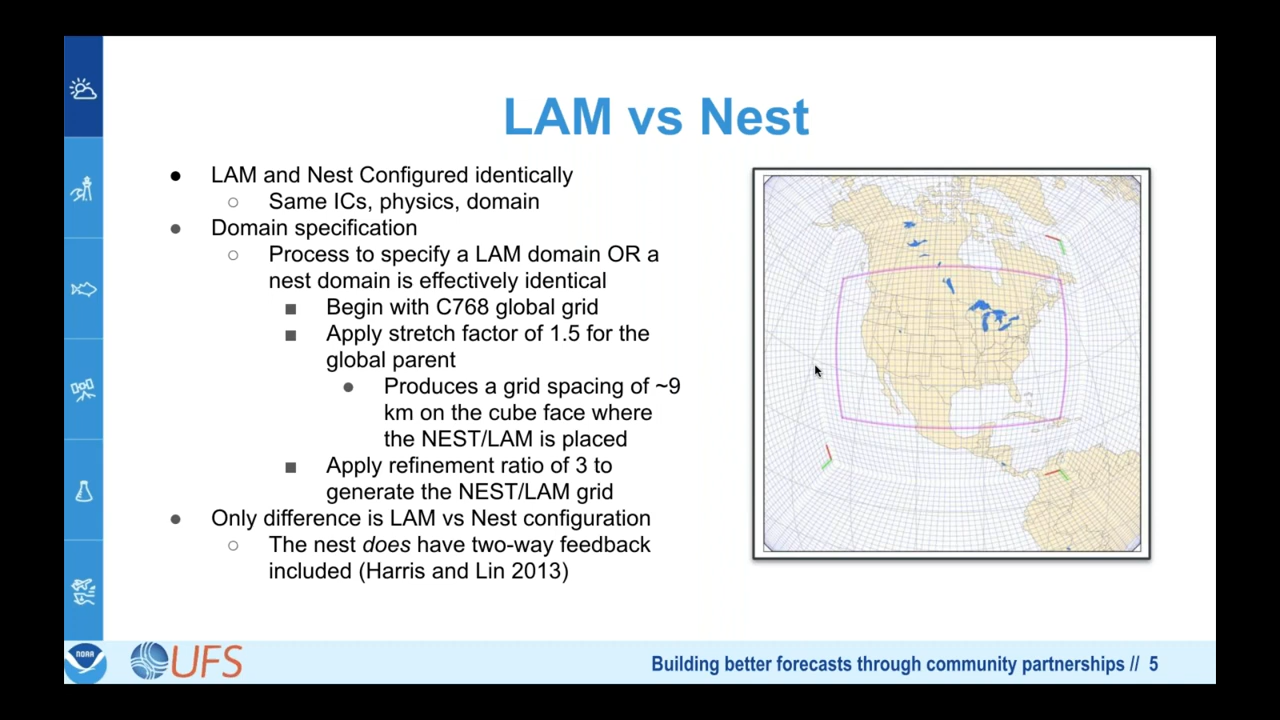 LAM vs Nest
● LAM and Nest Configured identically
○ Same ICs, physics, domain
● Domain specification
○ Process to specify a LAM domain OR a
nest domain is effectively identical
■ Begin with C768 global grid
■ Apply stretch factor of 1.5 for the
global parent
● Produces a grid spacing of ~9
km on the cube face where
the NEST/LAM is placed
■ Apply refinement ratio of 3 to
generate the NEST/LAM grid
● Only difference is LAM vs Nest configuration
○ The nest does have two-way feedback
included (Harris and Lin 2013)
NOAA
UFS
Building better forecasts through community partnerships // 5